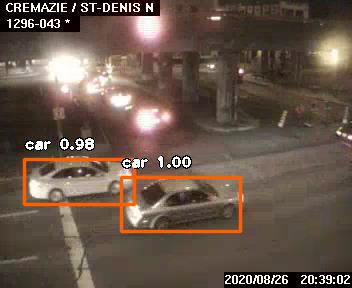 CREMAZIE / ST-DENIS N
1296-043 *
car 0.98
car 1.00
2020/08/26 20:39:02